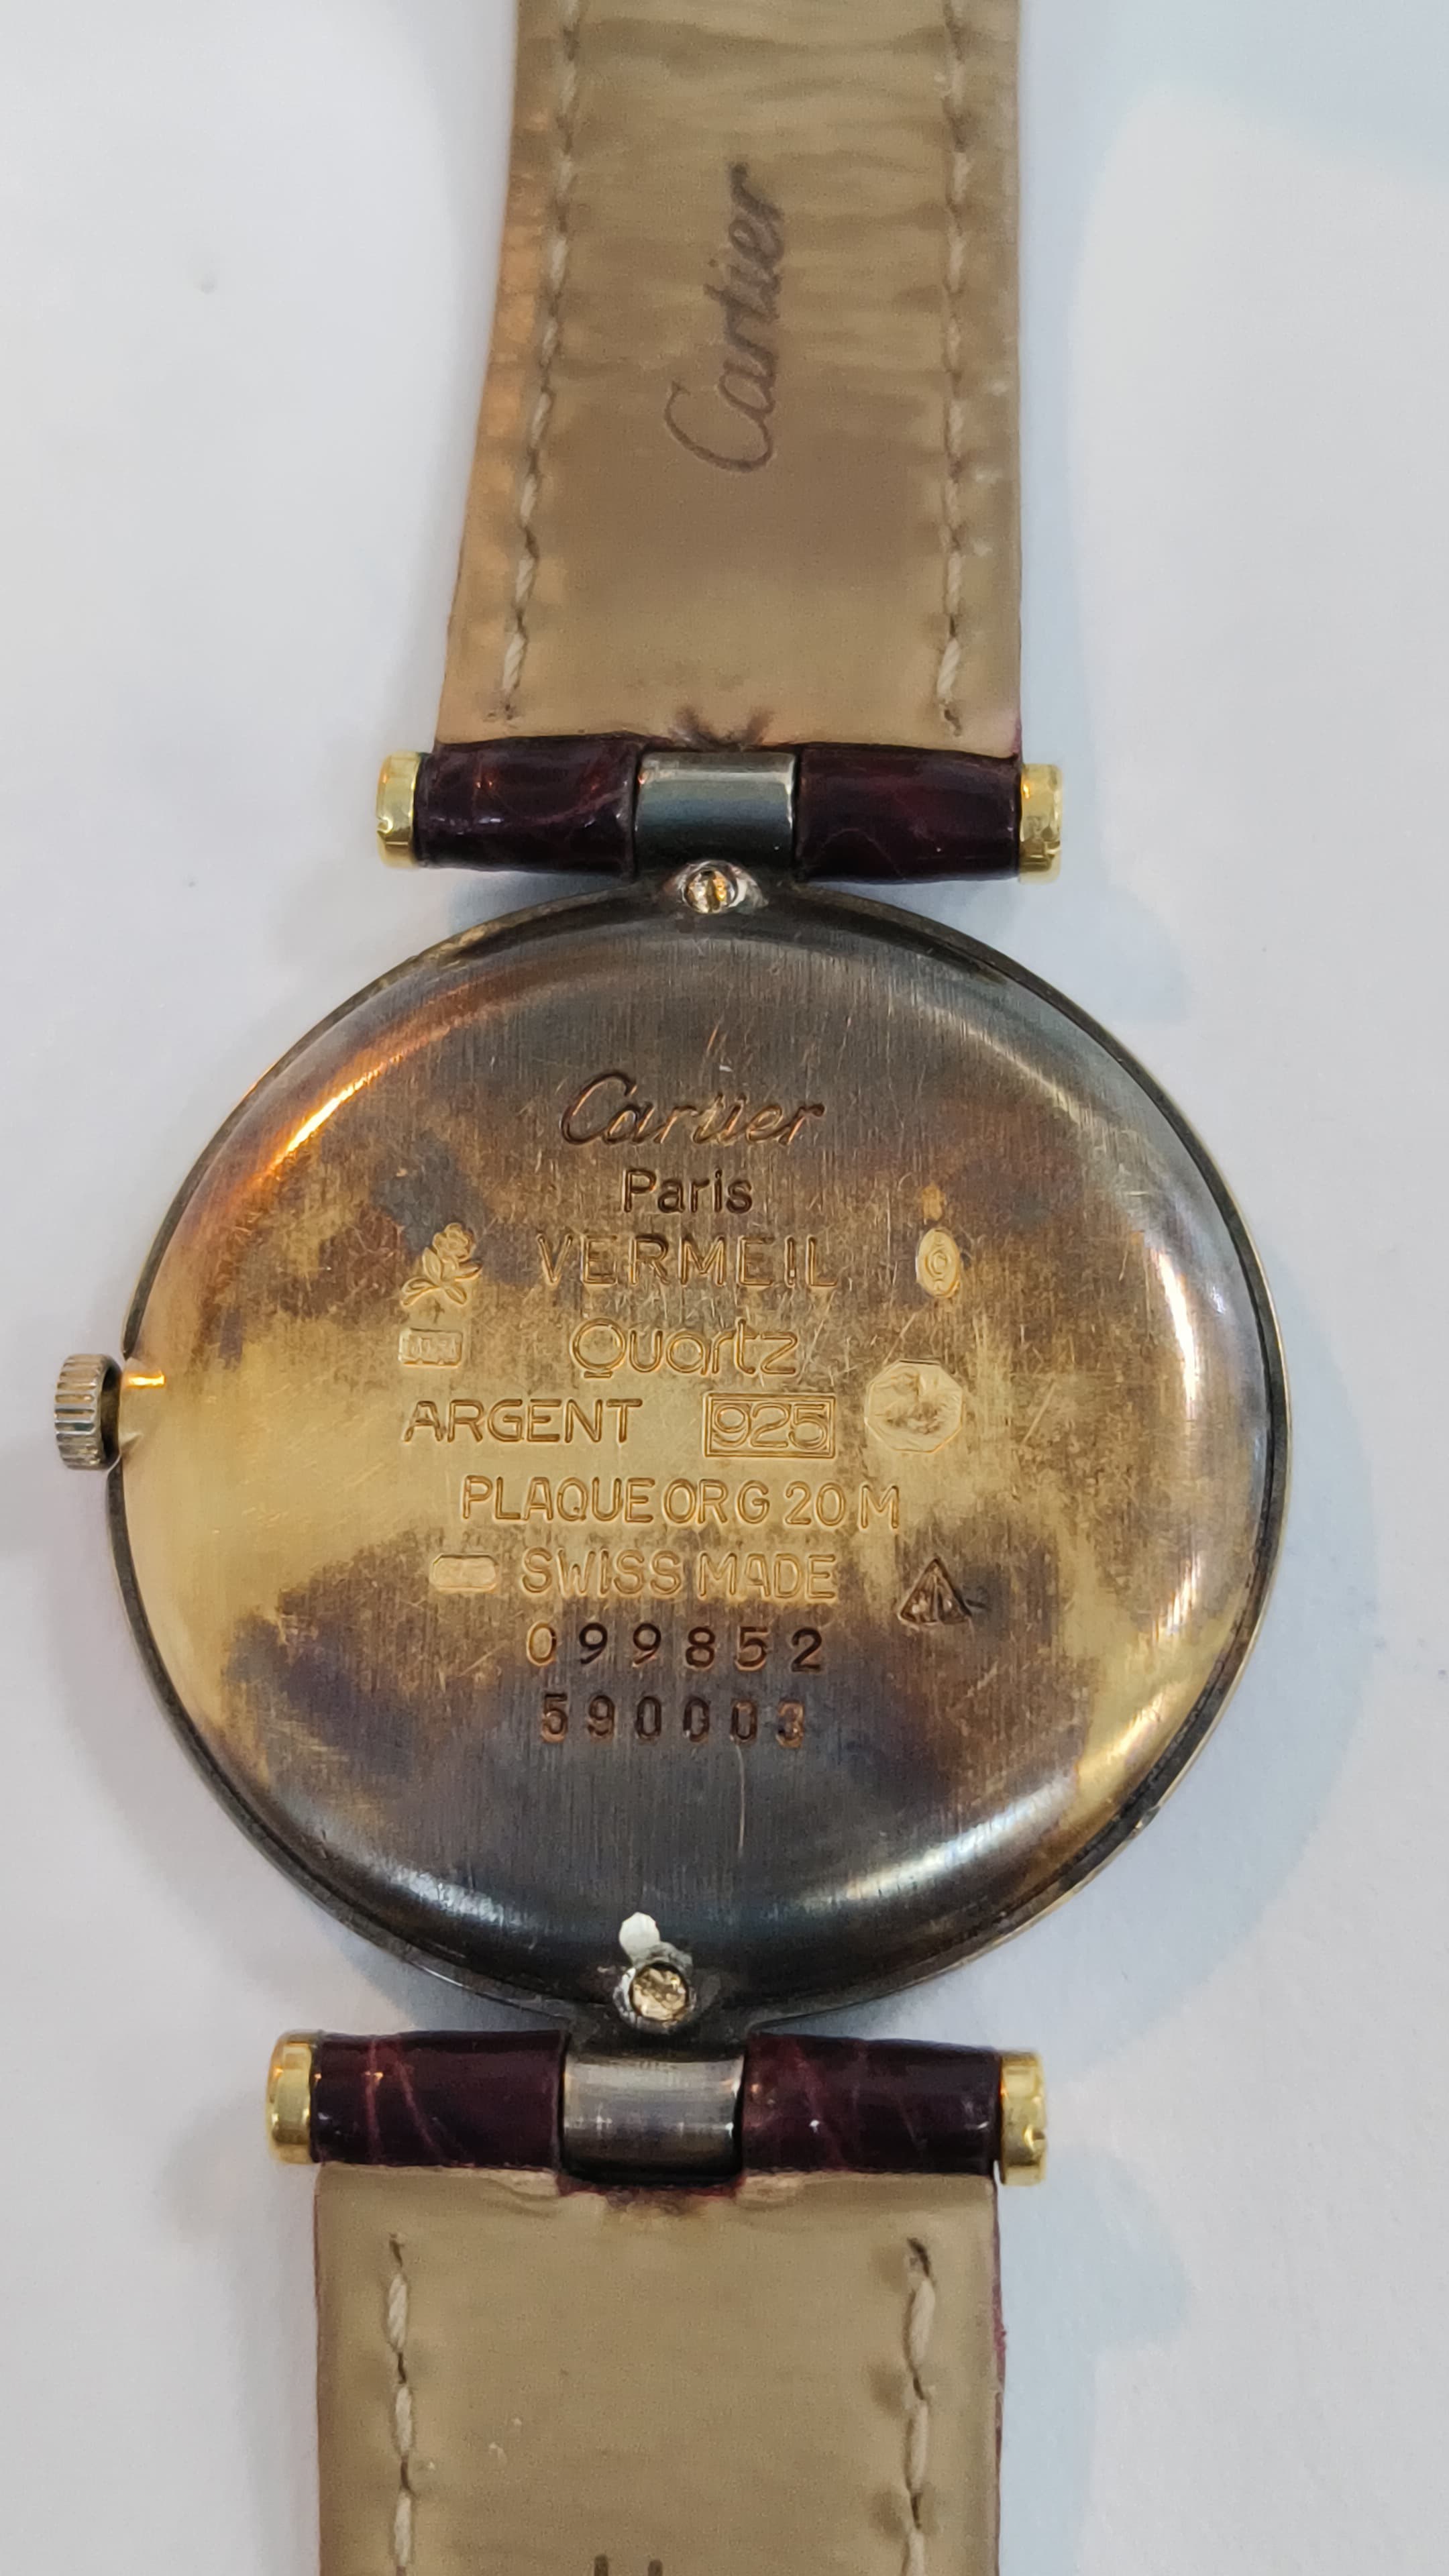 Cartier
Cartier
Paris
VERMEIL
Quartz
ARGENT 925
PLAQUE OR G 20 M
SWISS MADE
099852
590003